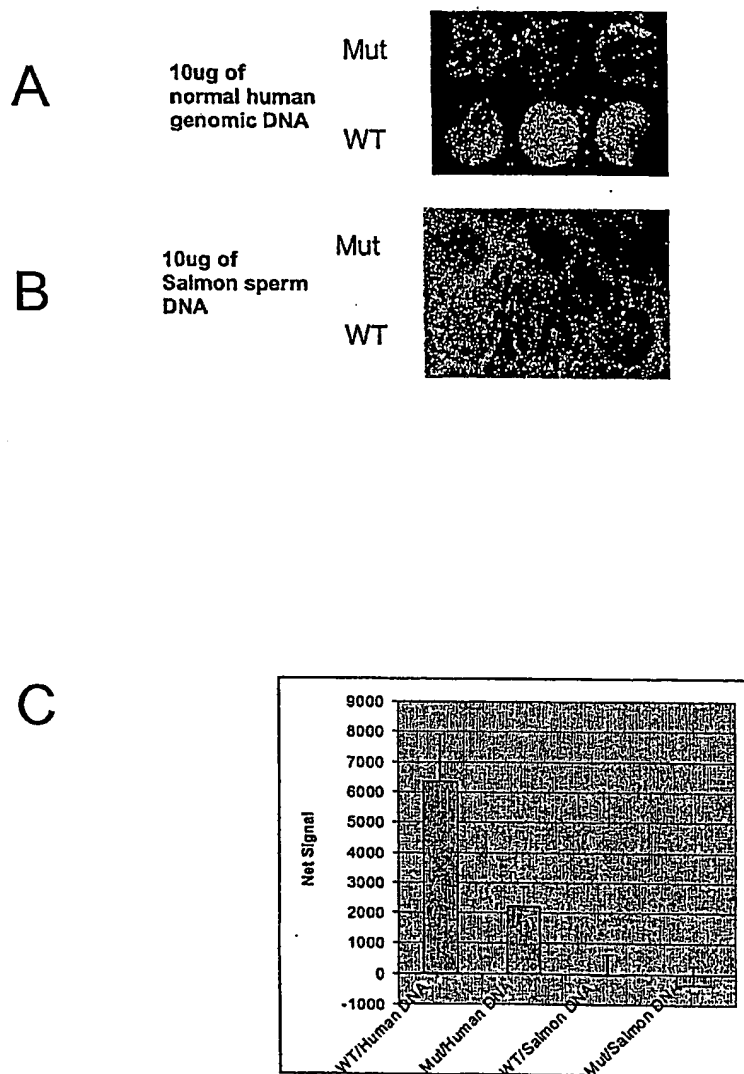 A
10ug of
normal human
genomic DNA
Mut
WT
B
10ug of
Salmon sperm
DNA
Mut
WT
C
Net Signal
9000
8000
7000
6000
5000
4000
3000
2000
1000
0
-1000
WT/Human DNA
Mut/Human DNA
WT/Salmon DNA
Mut/Salmon DNA